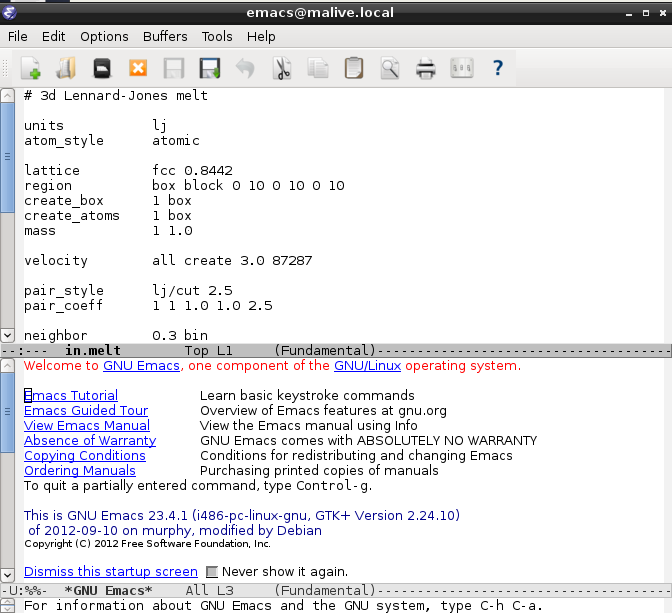 emacs@malive.local
File Edit Options Buffers Tools Help
# 3d Lennard-Jones melt
units lj
atom_style atomic
lattice fcc 0.8442
region box block 0 10 0 10 0 10
create_box 1 box
create_atoms 1 box
mass 1 1.0
velocity all create 3.0 87287
pair_style lj/cut 2.5
pair_coeff 1 1 1.0 1.0 2.5
neighbor 0.3 bin
--:--- in.melt Top L1 (Fundamental)
Welcome to GNU Emacs, one component of the GNU/Linux operating system.
Emacs Tutorial Learn basic keystroke commands
Emacs Guided Tour Overview of Emacs features at gnu.org
View Emacs Manual View the Emacs manual using Info
Absence of Warranty GNU Emacs comes with ABSOLUTELY NO WARRANTY
Copying Conditions Conditions for redistributing and changing Emacs
Ordering Manuals Purchasing printed copies of manuals
To quit a partially entered command, type Control-g.
This is GNU Emacs 23.4.1 (i486-pc-linux-gnu, GTK+ Version 2.24.10)
of 2012-09-10 on murphy, modified by Debian
Copyright (C) 2012 Free Software Foundation, Inc.
Dismiss this startup screen Never show it again.
-U:%%- *GNU Emacs* All L3 (Fundamental)
For information about GNU Emacs and the GNU system, type C-h C-a.